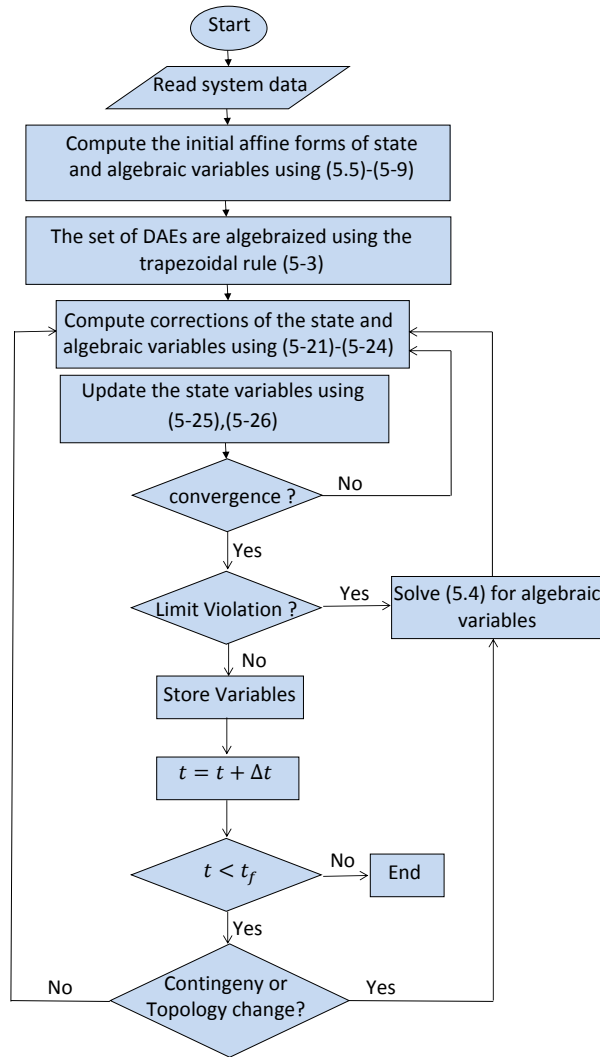 Start
Read system data
Compute the initial affine forms of state
and algebraic variables using (5.5)-(5-9)
The set of DAEs are algebraized using the
trapezoidal rule (5-3)
Compute corrections of the state and
algebraic variables using (5-21)-(5-24)
Update the state variables using
(5-25),(5-26)
convergence ?
No
Yes
Limit Violation ?
Yes
Solve (5.4) for algebraic
variables
No
Store Variables
t = t + Δt
t < t_f
No
End
Yes
Contingeny or
Topology change?
No
Yes